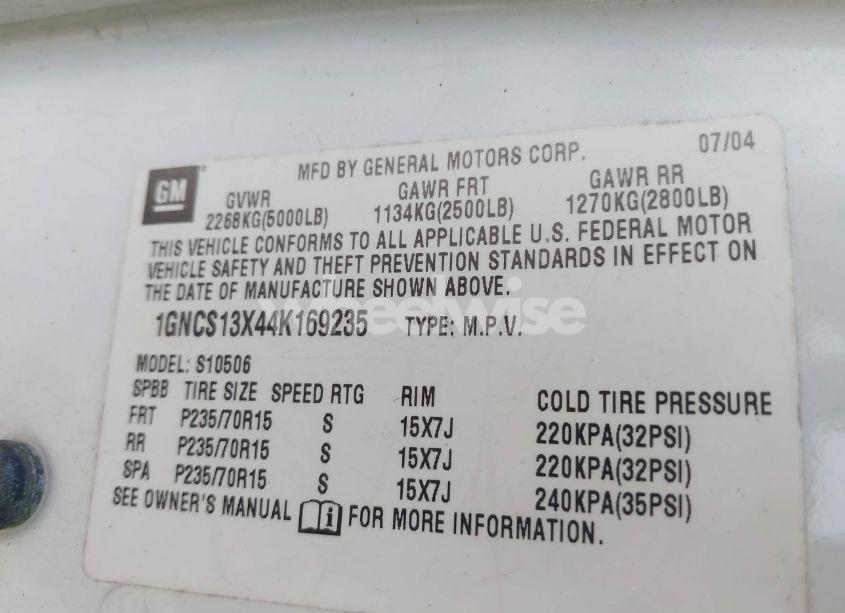 GM
MFD BY GENERAL MOTORS CORP. 07/04
GVWR GAWR FRT GAWR RR
2268KG(5000LB) 1134KG(2500LB) 1270KG(2800LB)
THIS VEHICLE CONFORMS TO ALL APPLICABLE U.S. FEDERAL MOTOR
VEHICLE SAFETY AND THEFT PREVENTION STANDARDS IN EFFECT ON
THE DATE OF MANUFACTURE SHOWN ABOVE.
wheelwise
1GNCS13X44K169235 TYPE: M.P.V.
MODEL: S10506
SPBB TIRE SIZE SPEED RTG RIM COLD TIRE PRESSURE
FRT P235/70R15 S 15X7J 220KPA(32PSI)
RR P235/70R15 S 15X7J 220KPA(32PSI)
SPA P235/70R15 S 15X7J 240KPA(35PSI)
SEE OWNER'S MANUAL i FOR MORE INFORMATION.